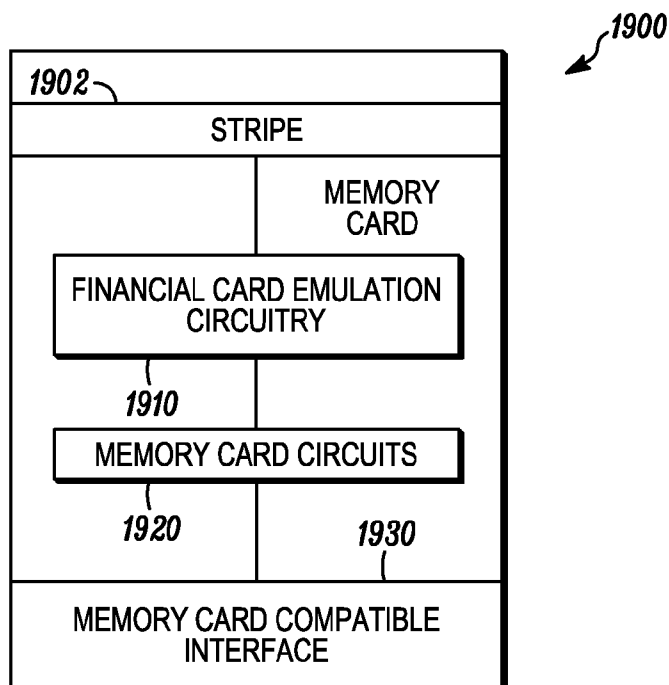 1900
1902
STRIPE
MEMORY
CARD
FINANCIAL CARD EMULATION
CIRCUITRY
1910
MEMORY CARD CIRCUITS
1920
1930
MEMORY CARD COMPATIBLE
INTERFACE